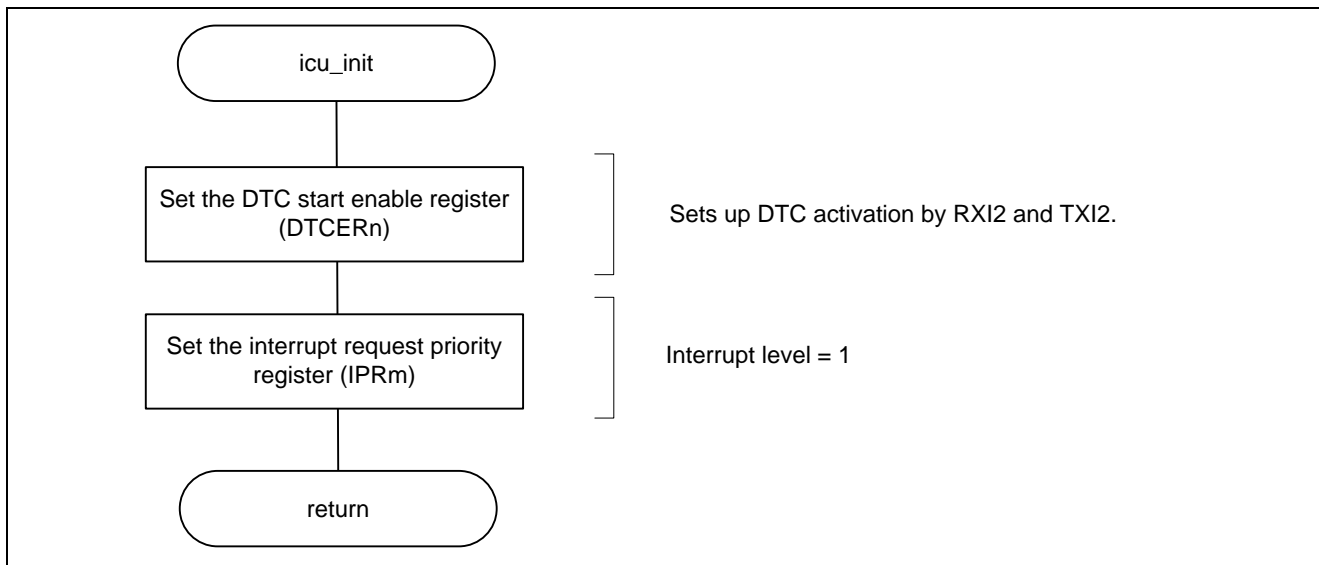 icu_init
Set the DTC start enable register
(DTCERn)
Sets up DTC activation by RXI2 and TXI2.
Set the interrupt request priority
register (IPRm)
Interrupt level = 1
return